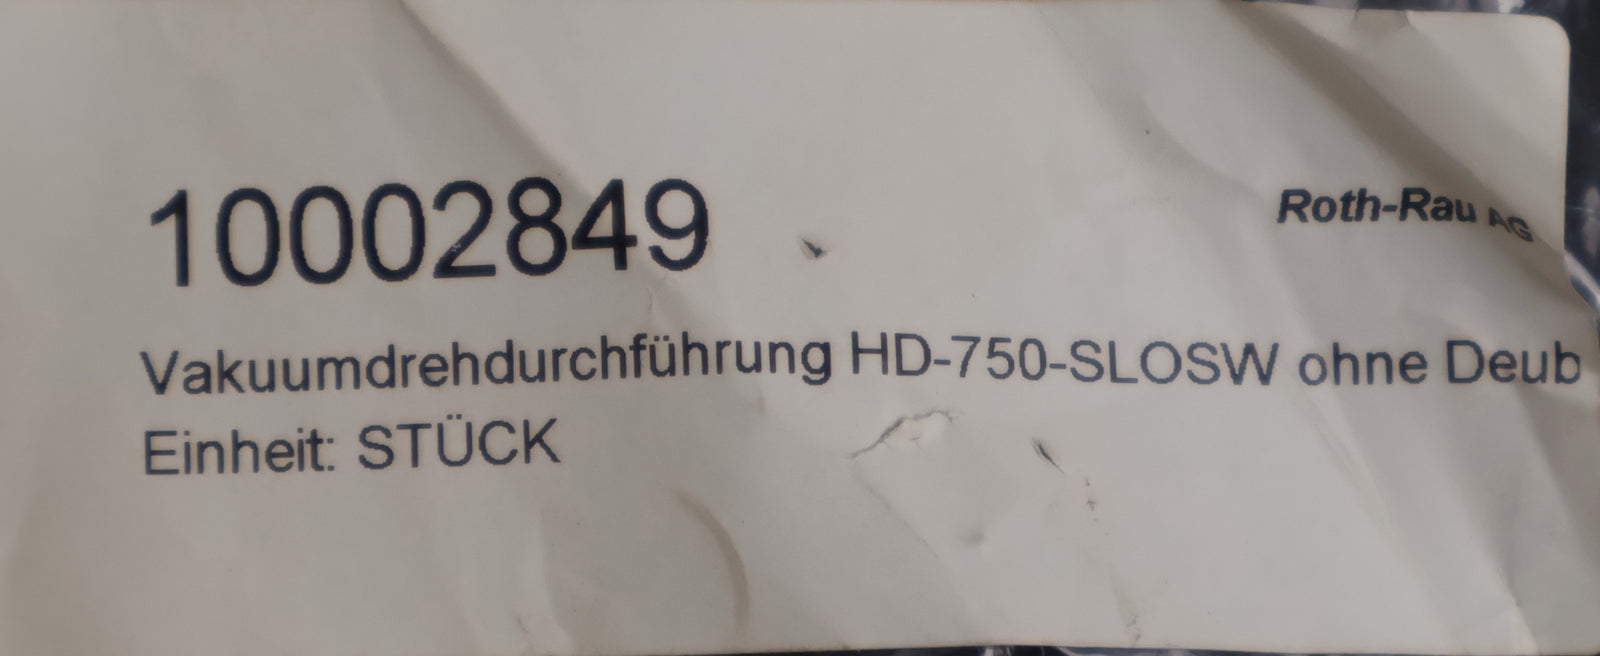 10002849
Roth-Rau AG
Vakuumdrehdurchführung HD-750-SLOSW ohne Deub
Einheit: STÜCK